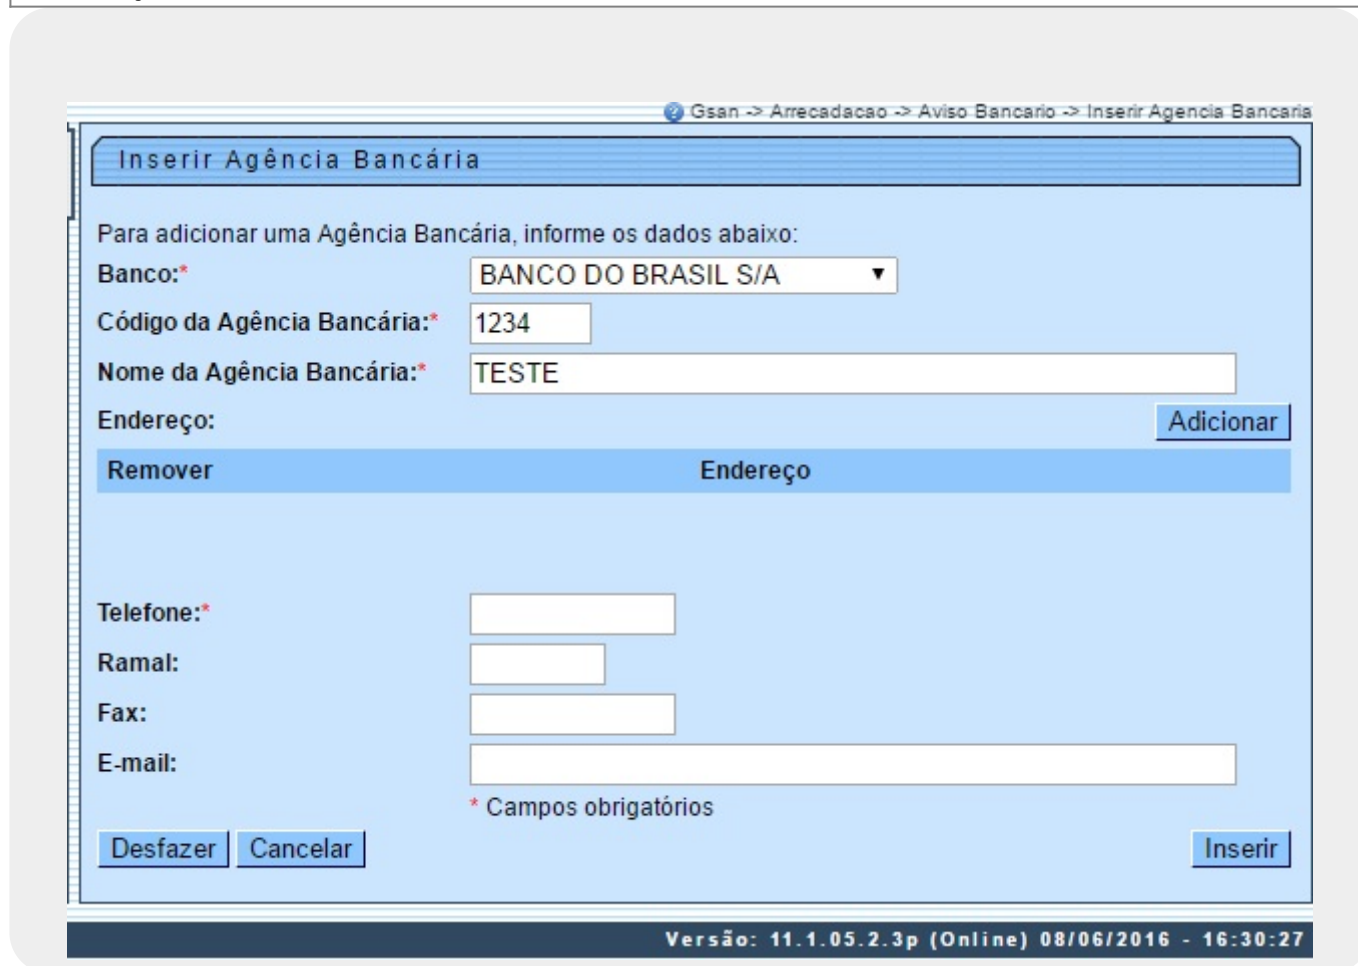 Gsan -> Arrecadacao -> Aviso Bancario -> Inserir Agencia Bancaria
Inserir Agência Bancária
Para adicionar uma Agência Bancária, informe os dados abaixo:
Banco:* BANCO DO BRASIL S/A
Código da Agência Bancária:* 1234
Nome da Agência Bancária:* TESTE
Endereço: Adicionar
Remover Endereço
Telefone:*
Ramal:
Fax:
E-mail:
* Campos obrigatórios
Desfazer Cancelar Inserir
Versão: 11.1.05.2.3p (Online) 08/06/2016 - 16:30:27